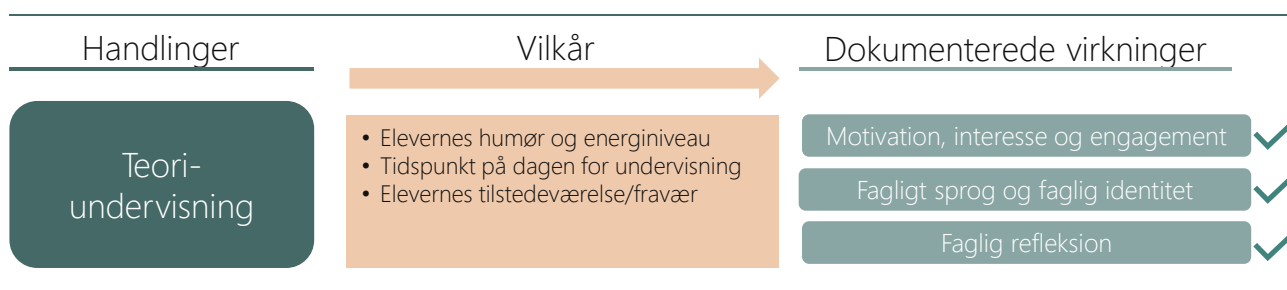 Handlinger
Vilkår
Dokumenterede virkninger
Teori-
undervisning
• Elevernes humør og energiniveau
• Tidspunkt på dagen for undervisning
• Elevernes tilstedeværelse/fravær
Motivation, interesse og engagement
Fagligt sprog og faglig identitet
Faglig refleksion